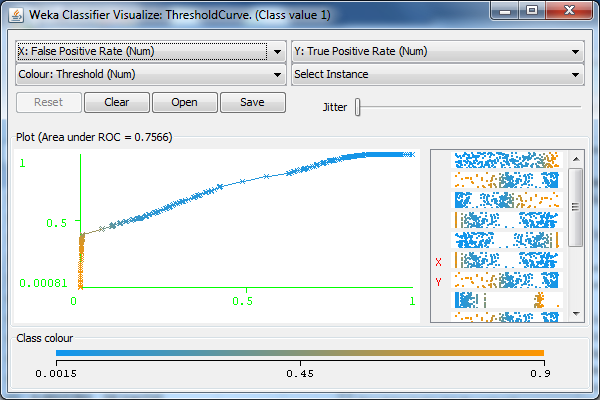 Weka Classifier Visualize: ThresholdCurve. (Class value 1)
X: False Positive Rate (Num)
Y: True Positive Rate (Num)
Colour: Threshold (Num)
Select Instance
Reset
Clear
Open
Save
Jitter
Plot (Area under ROC = 0.7566)
1
0.5
0.00081
0
0.5
1
X
Y
Class colour
0.0015
0.45
0.9